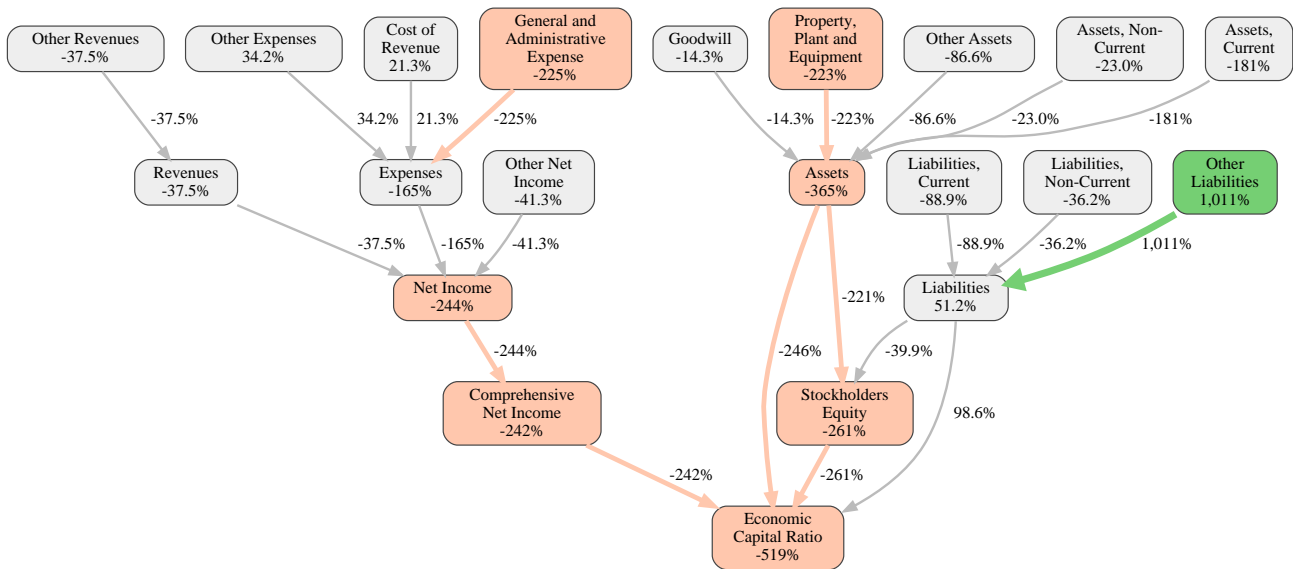 Other Revenues
-37.5%
Other Expenses
34.2%
Cost of
Revenue
21.3%
General and
Administrative
Expense
-225%
Goodwill
-14.3%
Property,
Plant and
Equipment
-223%
Other Assets
-86.6%
Assets, Non-
Current
-23.0%
Assets,
Current
-181%
-37.5%
34.2%
21.3%
-225%
-14.3%
-223%
-86.6%
-23.0%
-181%
Revenues
-37.5%
Expenses
-165%
Other Net
Income
-41.3%
Assets
-365%
Liabilities,
Current
-88.9%
Liabilities,
Non-Current
-36.2%
Other
Liabilities
1,011%
-37.5%
-165%
-41.3%
-88.9%
-36.2%
1,011%
Net Income
-244%
-221%
Liabilities
51.2%
-244%
-246%
-39.9%
Comprehensive
Net Income
-242%
Stockholders
Equity
-261%
98.6%
-242%
-261%
Economic
Capital Ratio
-519%